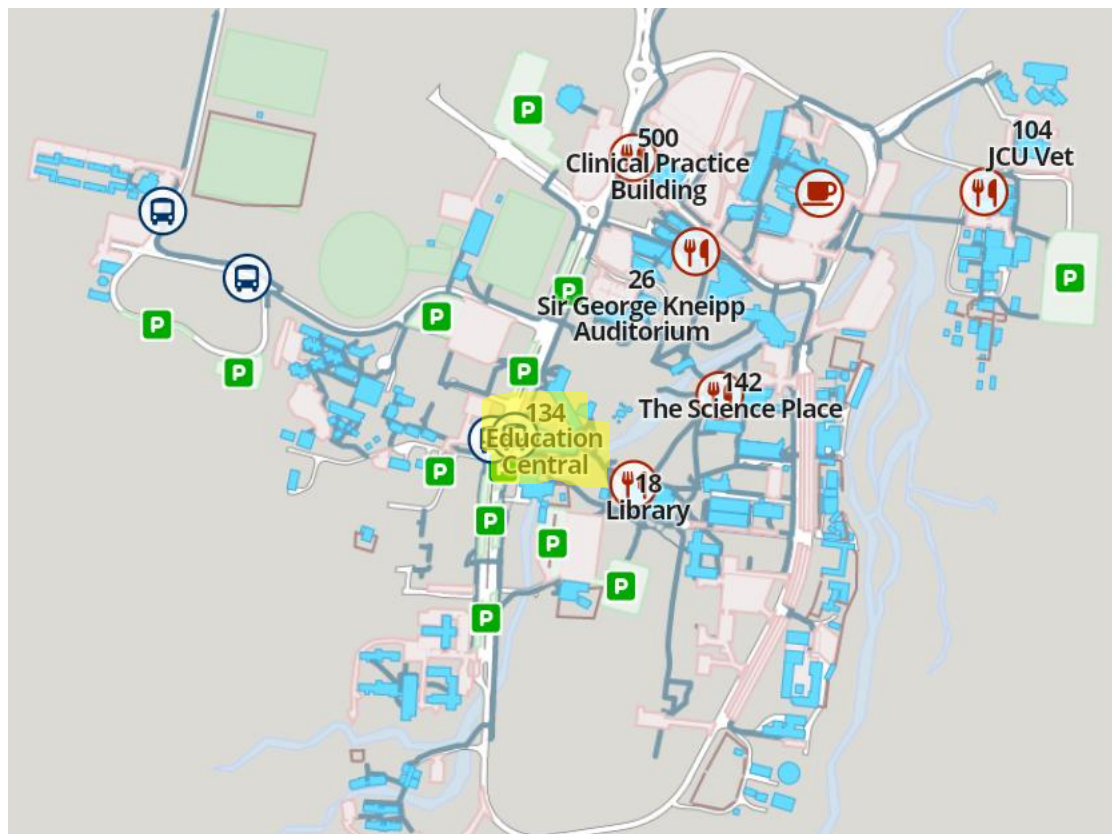 P
500
Clinical Practice
Building
104
JCU Vet
26
Sir George Kneipp
Auditorium
P
P
P
P
P
P
P
142
The Science Place
134
Education
Central
P
P
18
Library
P
P
P
P